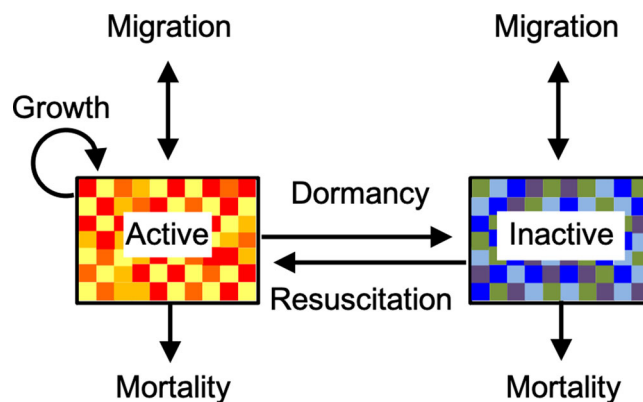 Migration
Migration
Growth
Dormancy
Active
Inactive
Resuscitation
Mortality
Mortality